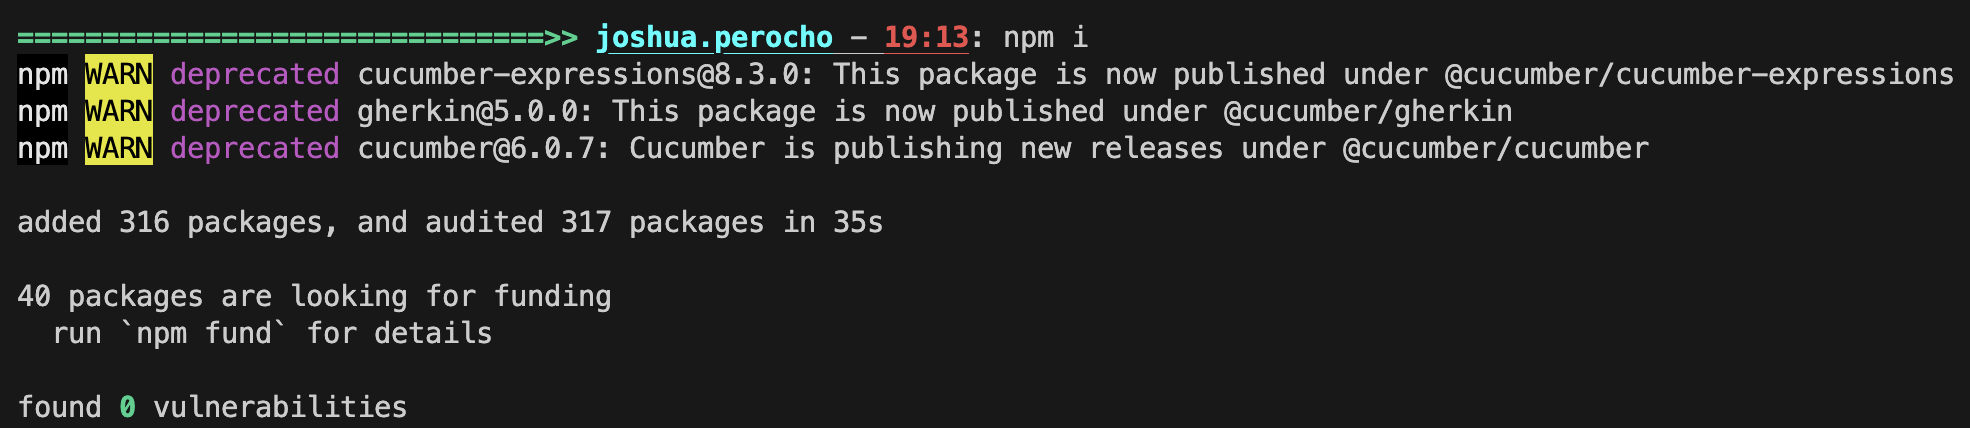 ===============================>> joshua.perocho – 19:13: npm i
npm WARN deprecated cucumber-expressions@8.3.0: This package is now published under @cucumber/cucumber-expressions
npm WARN deprecated gherkin@5.0.0: This package is now published under @cucumber/gherkin
npm WARN deprecated cucumber@6.0.7: Cucumber is publishing new releases under @cucumber/cucumber
added 316 packages, and audited 317 packages in 35s
40 packages are looking for funding
run `npm fund` for details
found 0 vulnerabilities